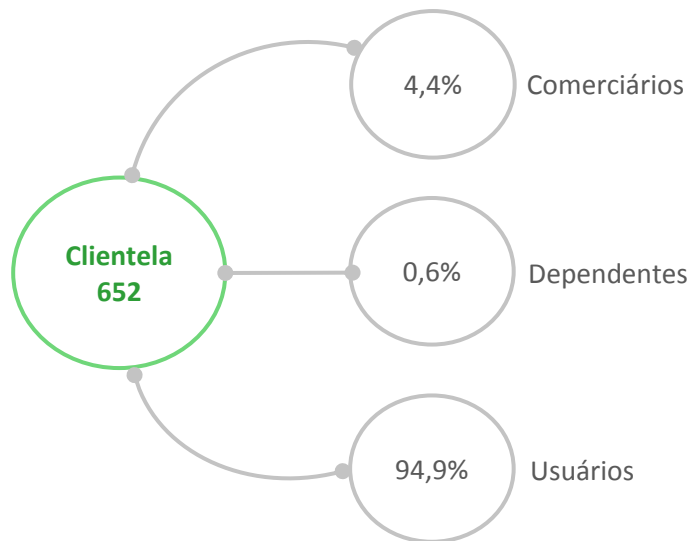 4,4%
Comerciários
Clientela
652
0,6%
Dependentes
94,9%
Usuários